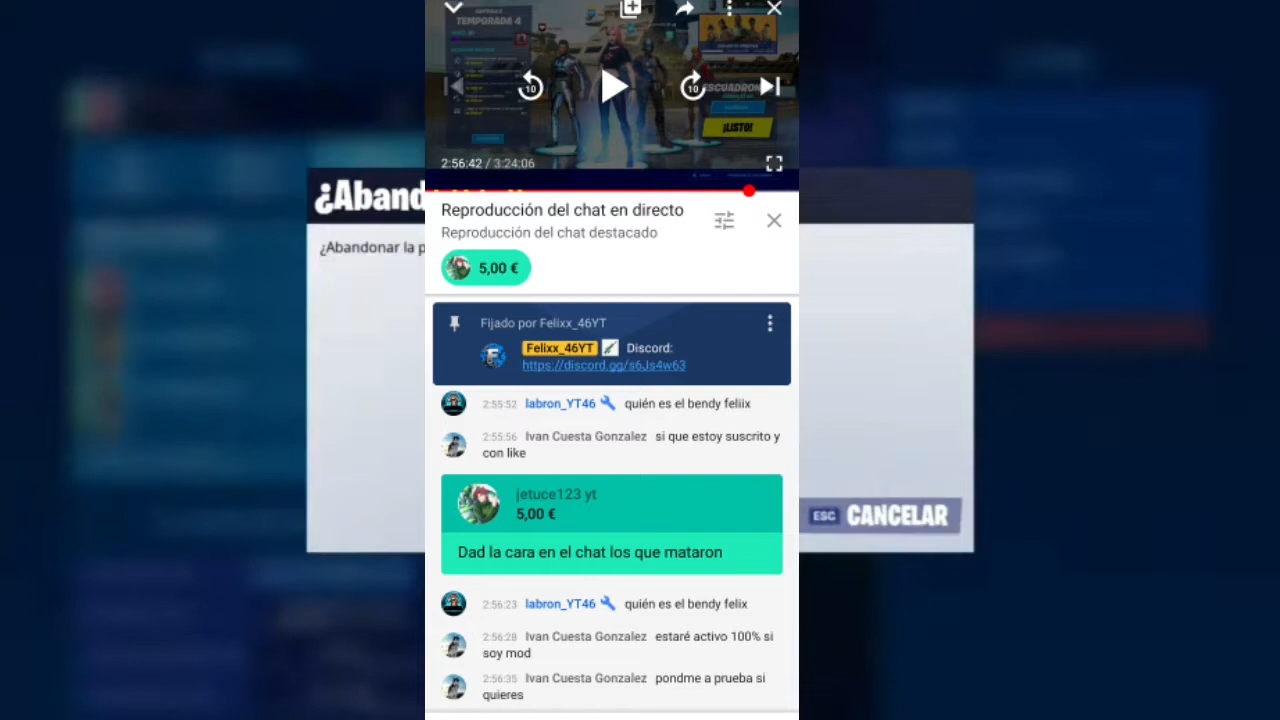 TEMPORADA 4
ESCUADRON
¡LISTO!
10
10
2:56:42 / 3:24:06
¿Aband
¿Abandonar la p
Reproducción del chat en directo
Reproducción del chat destacado
5,00 €
Fijado por Felixx_46YT
Felixx_46YT Discord:
https://discord.gg/s6Js4w63
2:55:52 labron_YT46 quién es el bendy feliix
2:55:56 Ivan Cuesta Gonzalez si que estoy suscrito y
con like
jetuce123 yt
5,00 €
Dad la cara en el chat los que mataron
ESC CANCELAR
2:56:23 labron_YT46 quién es el bendy felix
2:56:28 Ivan Cuesta Gonzalez estaré activo 100% si
soy mod
2:56:35 Ivan Cuesta Gonzalez pondme a prueba si
quieres